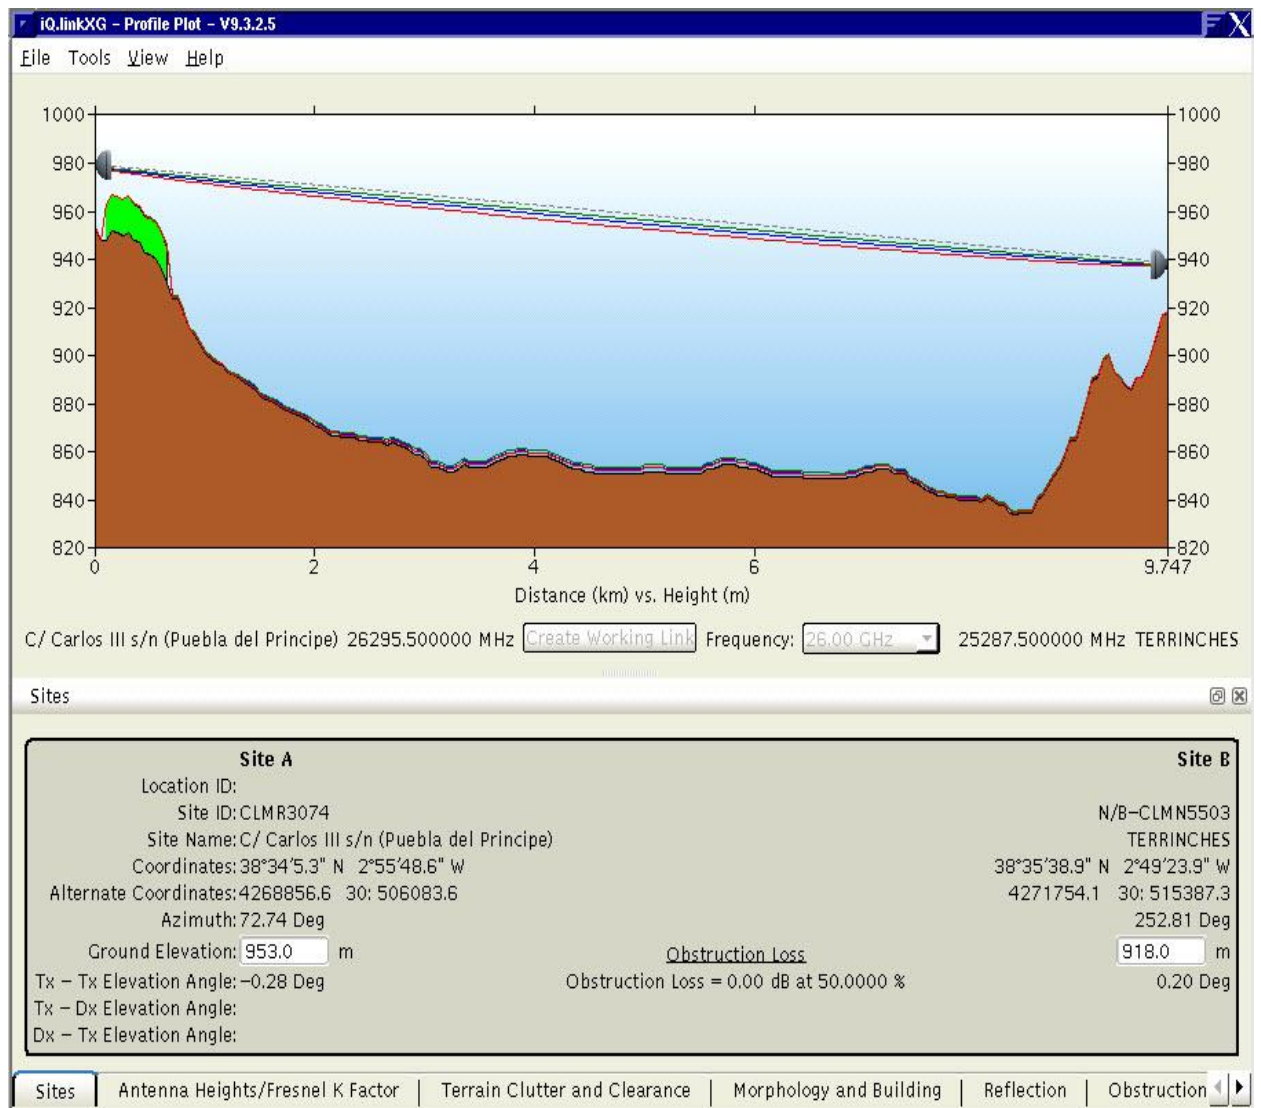 iQ.linkXG – Profile Plot – V9.3.2.5
File Tools View Help
1000 1000
980 980
960 960
940 940
920 920
900 900
880 880
860 860
840 840
820 820
0 2 4 6 9.747
Distance (km) vs. Height (m)
C/ Carlos III s/n (Puebla del Principe) 26295.500000 MHz Create Working Link Frequency: 26.00 GHz 25287.500000 MHz TERRINCHES
Sites
Site A Site B
Location ID:
Site ID: CLMR3074 N/B-CLMN5503
Site Name: C/ Carlos III s/n (Puebla del Principe) TERRINCHES
Coordinates: 38°34'5.3" N 2°55'48.6" W 38°35'38.9" N 2°49'23.9" W
Alternate Coordinates: 4268856.6 30: 506083.6 4271754.1 30: 515387.3
Azimuth: 72.74 Deg 252.81 Deg
Ground Elevation: 953.0 m Obstruction Loss 918.0 m
Tx – Tx Elevation Angle: -0.28 Deg Obstruction Loss = 0.00 dB at 50.0000 % 0.20 Deg
Tx – Dx Elevation Angle:
Dx – Tx Elevation Angle:
Sites Antenna Heights/Fresnel K Factor Terrain Clutter and Clearance Morphology and Building Reflection Obstruction